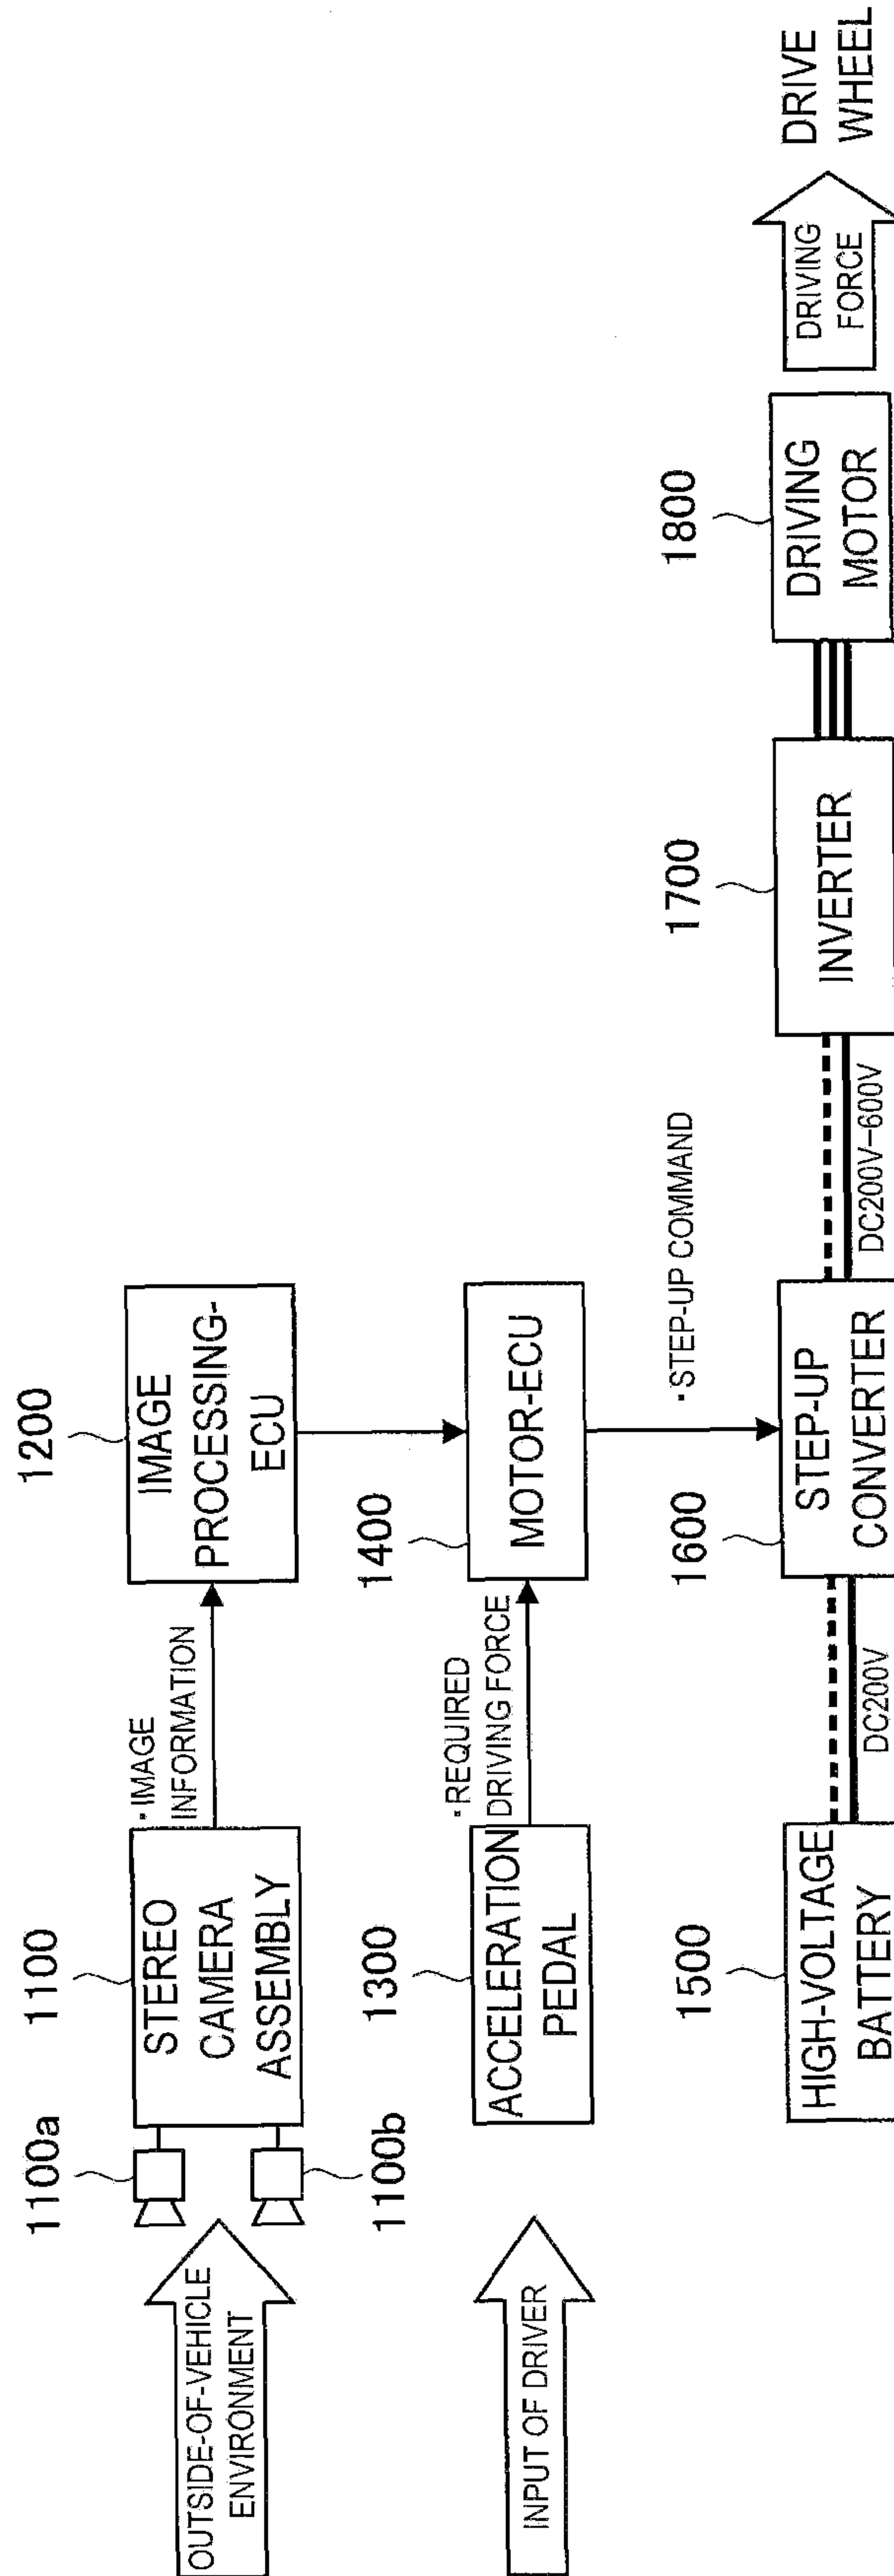 OUTSIDE-OF-VEHICLE
ENVIRONMENT
1100a
1100b
1100
STEREO
CAMERA
ASSEMBLY
・IMAGE
INFORMATION
1200
IMAGE
PROCESSING-
ECU
INPUT OF DRIVER
1300
ACCELERATION
PEDAL
・REQUIRED
DRIVING FORCE
1400
MOTOR-ECU
・STEP-UP COMMAND
1500
HIGH-VOLTAGE
BATTERY
DC200V
1600
STEP-UP
CONVERTER
DC200V-600V
1700
INVERTER
1800
DRIVING
MOTOR
DRIVING
FORCE
DRIVE
WHEEL